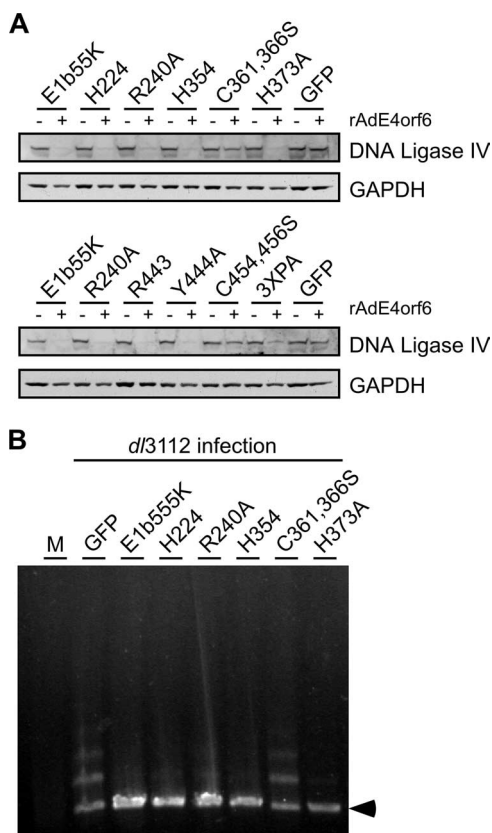 A
E1b55K H224 R240A H354 C361,366S H373A GFP
- + - + - + - + - + - + - + rAdE4orf6
DNA Ligase IV
GAPDH
E1b55K R240A R443 Y444A C454,456S 3XPA GFP
- + - + - + - + - + - + - + rAdE4orf6
DNA Ligase IV
GAPDH
B
dl3112 infection
M GFP E1b555K H224 R240A H354 C361,366S H373A